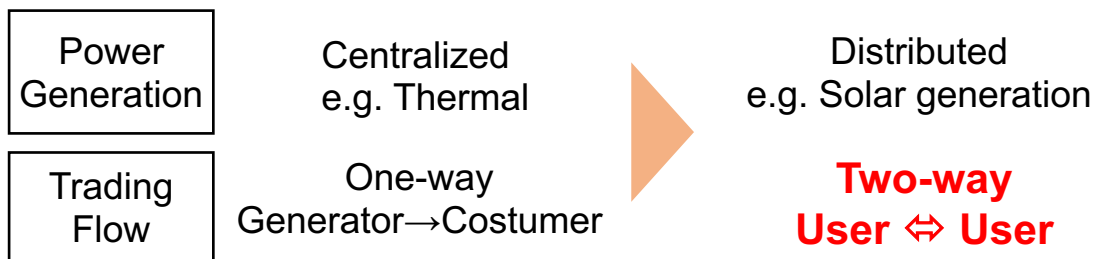 Power
Generation
Centralized
e.g. Thermal
Distributed
e.g. Solar generation
Trading
Flow
One-way
Generator→Costumer
Two-way
User ⇔ User